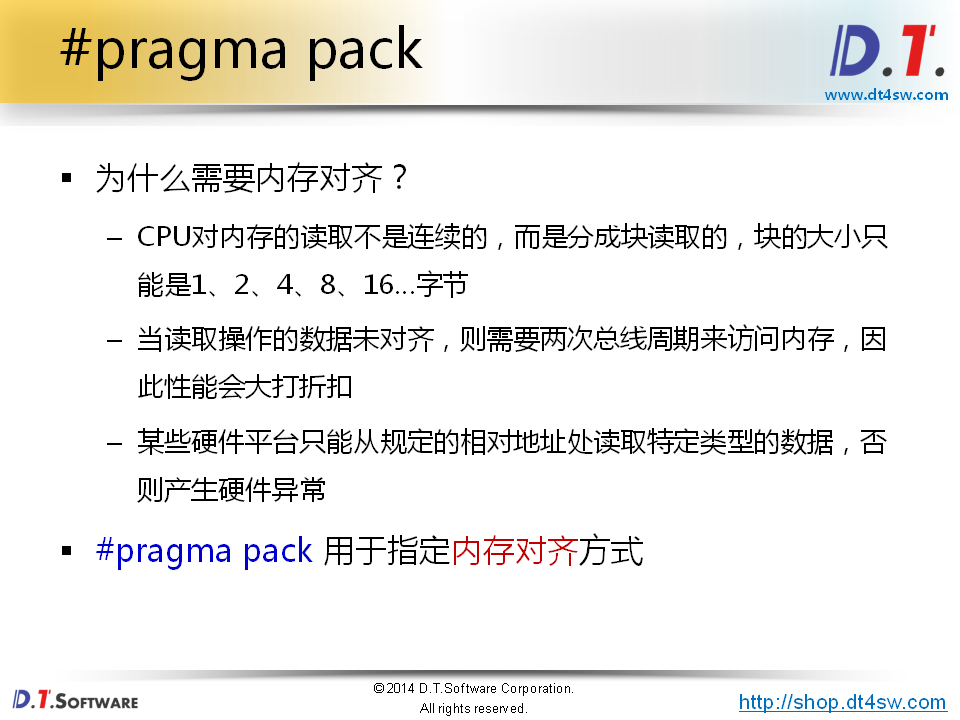 #pragma pack
D.T.
www.dt4sw.com
▪ 为什么需要内存对齐？
– CPU对内存的读取不是连续的，而是分成块读取的，块的大小只
能是1、2、4、8、16...字节
– 当读取操作的数据未对齐，则需要两次总线周期来访问内存，因
此性能会大打折扣
– 某些硬件平台只能从规定的相对地址处读取特定类型的数据，否
则产生硬件异常
▪ #pragma pack 用于指定内存对齐方式
D.T.SOFTWARE
©2014 D.T.Software Corporation.
All rights reserved.
http://shop.dt4sw.com